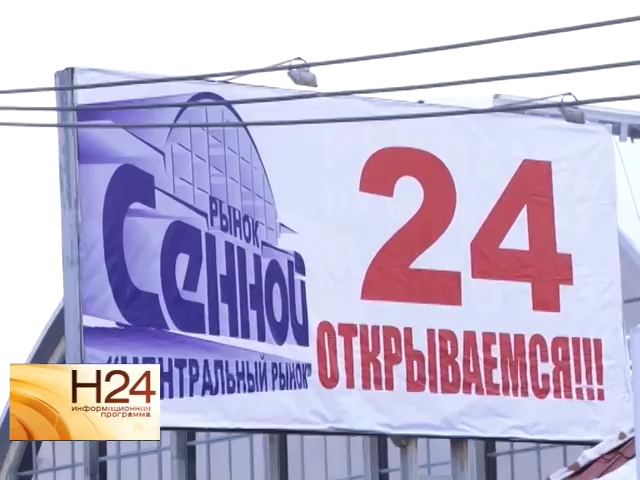 РЫНОК
Сенной
"ЦЕНТРАЛЬНЫЙ РЫНОК"
24
ОТКРЫВАЕМСЯ!!!
Н24
информационная
программа